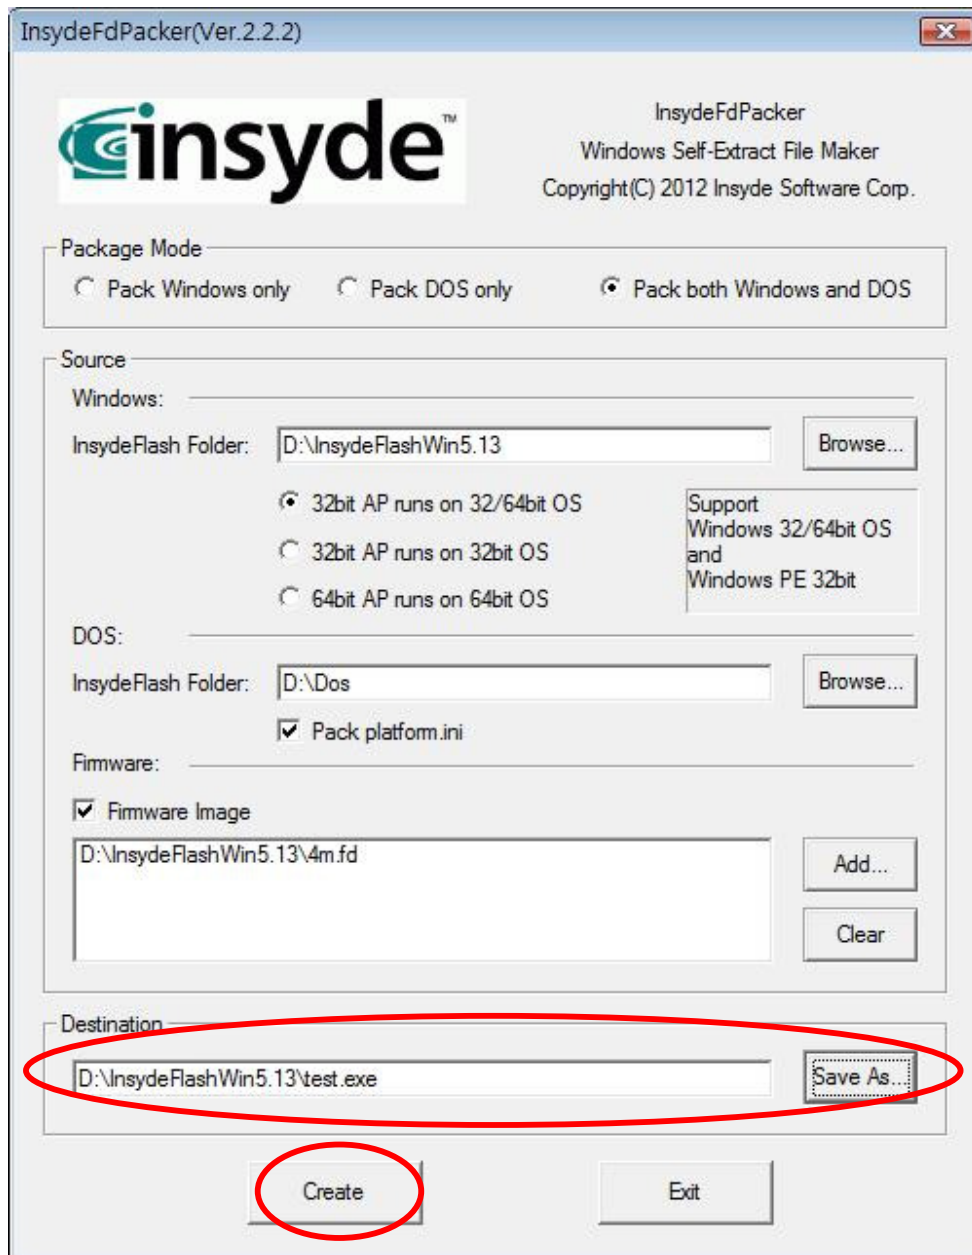 InsydeFdPacker(Ver.2.2.2)
insyde™
InsydeFdPacker
Windows Self-Extract File Maker
Copyright(C) 2012 Insyde Software Corp.
Package Mode
Pack Windows only
Pack DOS only
Pack both Windows and DOS
Source
Windows:
InsydeFlash Folder:
D:\InsydeFlashWin5.13
Browse...
32bit AP runs on 32/64bit OS
32bit AP runs on 32bit OS
64bit AP runs on 64bit OS
Support
Windows 32/64bit OS
and
Windows PE 32bit
DOS:
InsydeFlash Folder:
D:\Dos
Browse...
Pack platform.ini
Firmware:
Firmware Image
D:\InsydeFlashWin5.13\4m.fd
Add...
Clear
Destination
D:\InsydeFlashWin5.13\test.exe
Save As...
Create
Exit